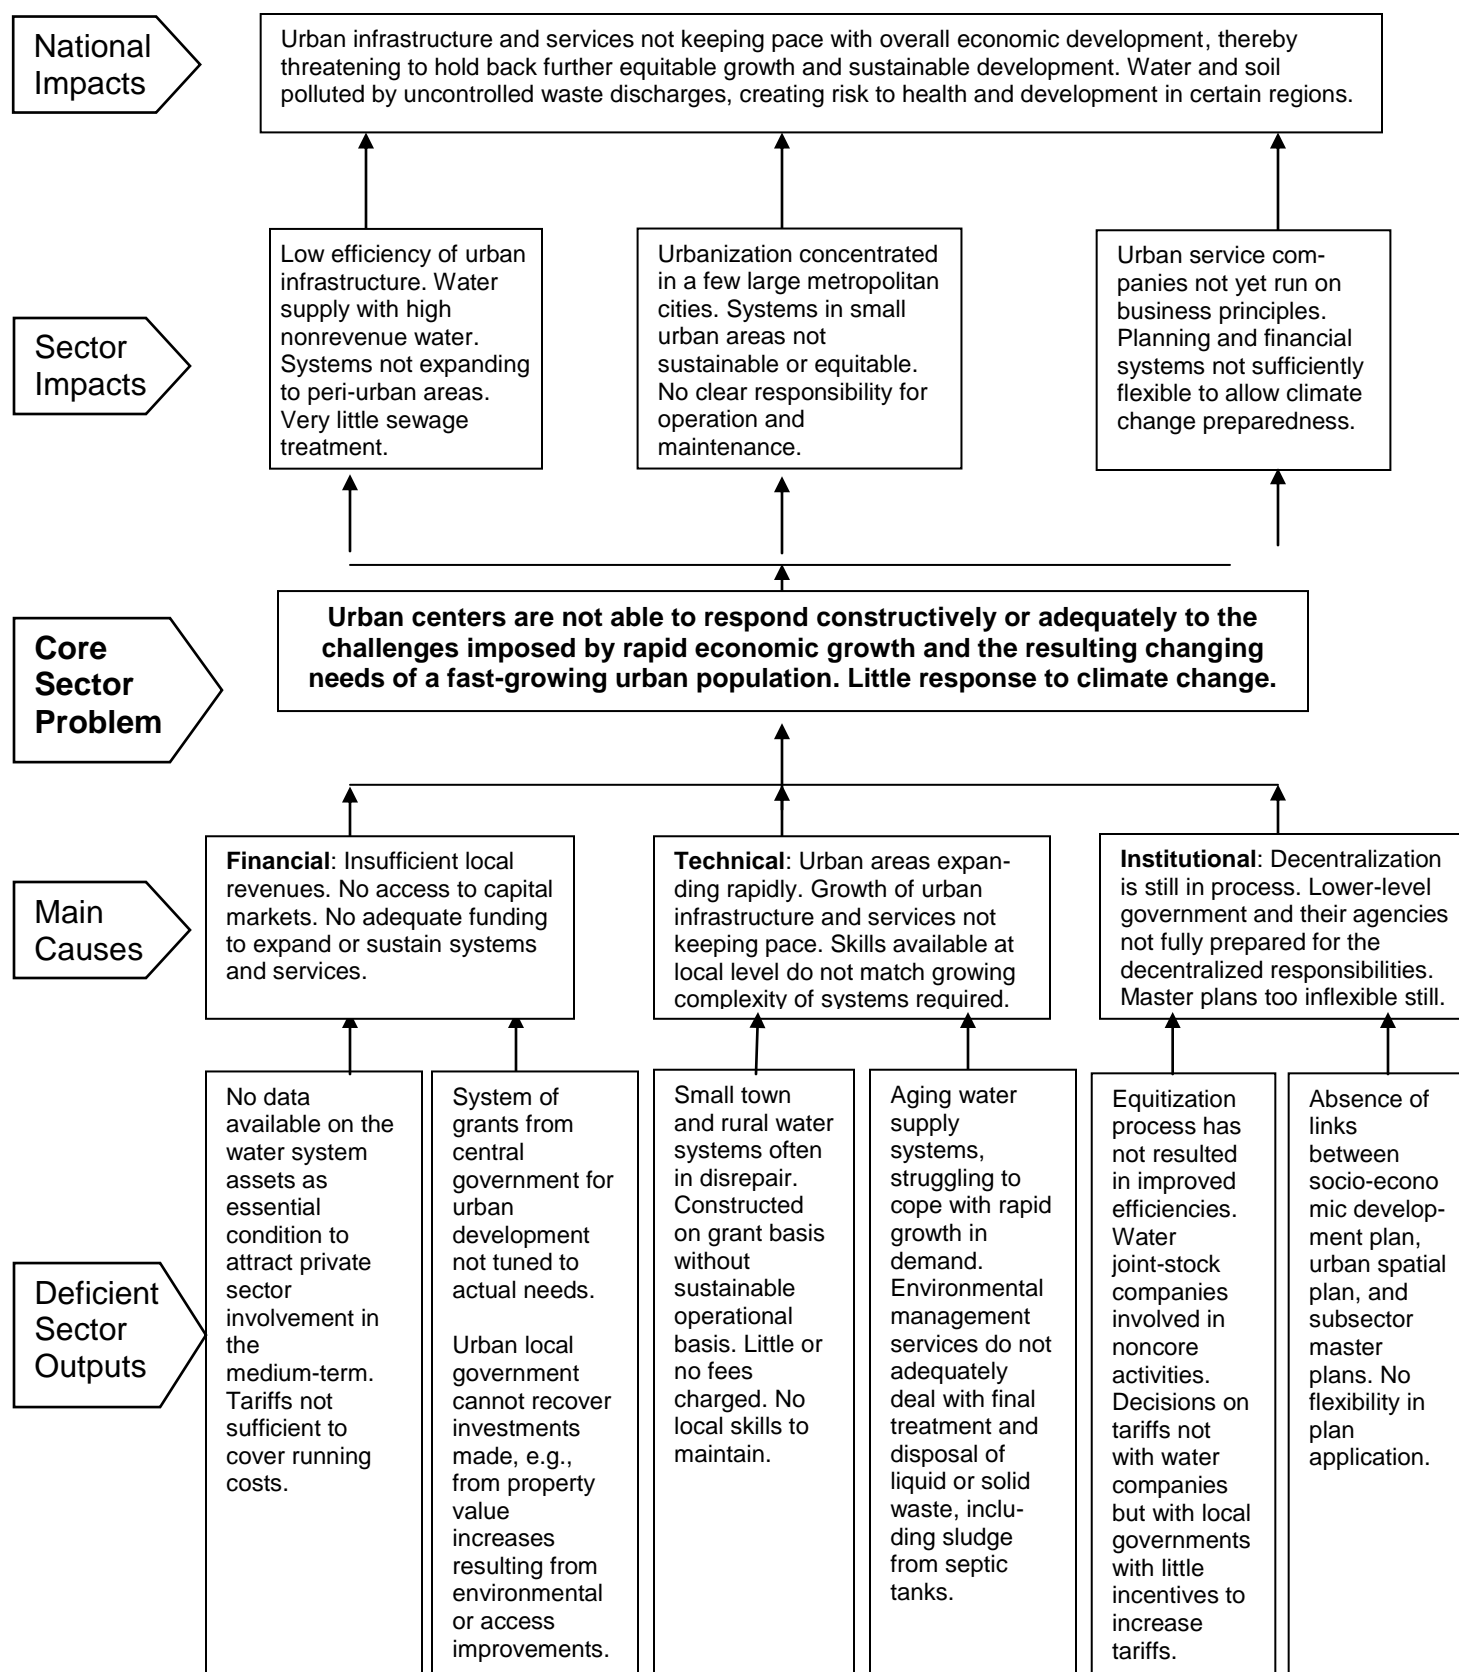 National
Impacts
Urban infrastructure and services not keeping pace with overall economic development, thereby
threatening to hold back further equitable growth and sustainable development. Water and soil
polluted by uncontrolled waste discharges, creating risk to health and development in certain regions.
Sector
Impacts
Low efficiency of urban
infrastructure. Water
supply with high
nonrevenue water.
Systems not expanding
to peri-urban areas.
Very little sewage
treatment.
Urbanization concentrated
in a few large metropolitan
cities. Systems in small
urban areas not
sustainable or equitable.
No clear responsibility for
operation and
maintenance.
Urban service com-
panies not yet run on
business principles.
Planning and financial
systems not sufficiently
flexible to allow climate
change preparedness.
Core
Sector
Problem
Urban centers are not able to respond constructively or adequately to the
challenges imposed by rapid economic growth and the resulting changing
needs of a fast-growing urban population. Little response to climate change.
Main
Causes
Financial: Insufficient local
revenues. No access to capital
markets. No adequate funding
to expand or sustain systems
and services.
Technical: Urban areas expan-
ding rapidly. Growth of urban
infrastructure and services not
keeping pace. Skills available at
local level do not match growing
complexity of systems required.
Institutional: Decentralization
is still in process. Lower-level
government and their agencies
not fully prepared for the
decentralized responsibilities.
Master plans too inflexible still.
Deficient
Sector
Outputs
No data
available on the
water system
assets as
essential
condition to
attract private
sector
involvement in
the
medium-term.
Tariffs not
sufficient to
cover running
costs.
System of
grants from
central
government for
urban
development
not tuned to
actual needs.
Urban local
government
cannot recover
investments
made, e.g.,
from property
value
increases
resulting from
environmental
or access
improvements.
Small town
and rural water
systems often
in disrepair.
Constructed
on grant basis
without
sustainable
operational
basis. Little or
no fees
charged. No
local skills to
maintain.
Aging water
supply
systems,
struggling to
cope with rapid
growth in
demand.
Environmental
management
services do not
adequately
deal with final
treatment and
disposal of
liquid or solid
waste, inclu-
ding sludge
from septic
tanks.
Equitization
process has
not resulted
in improved
efficiencies.
Water
joint-stock
companies
involved in
noncore
activities.
Decisions on
tariffs not
with water
companies
but with local
governments
with little
incentives to
increase
tariffs.
Absence of
links
between
socio-econo
mic develop-
ment plan,
urban spatial
plan, and
subsector
master
plans. No
flexibility in
plan
application.